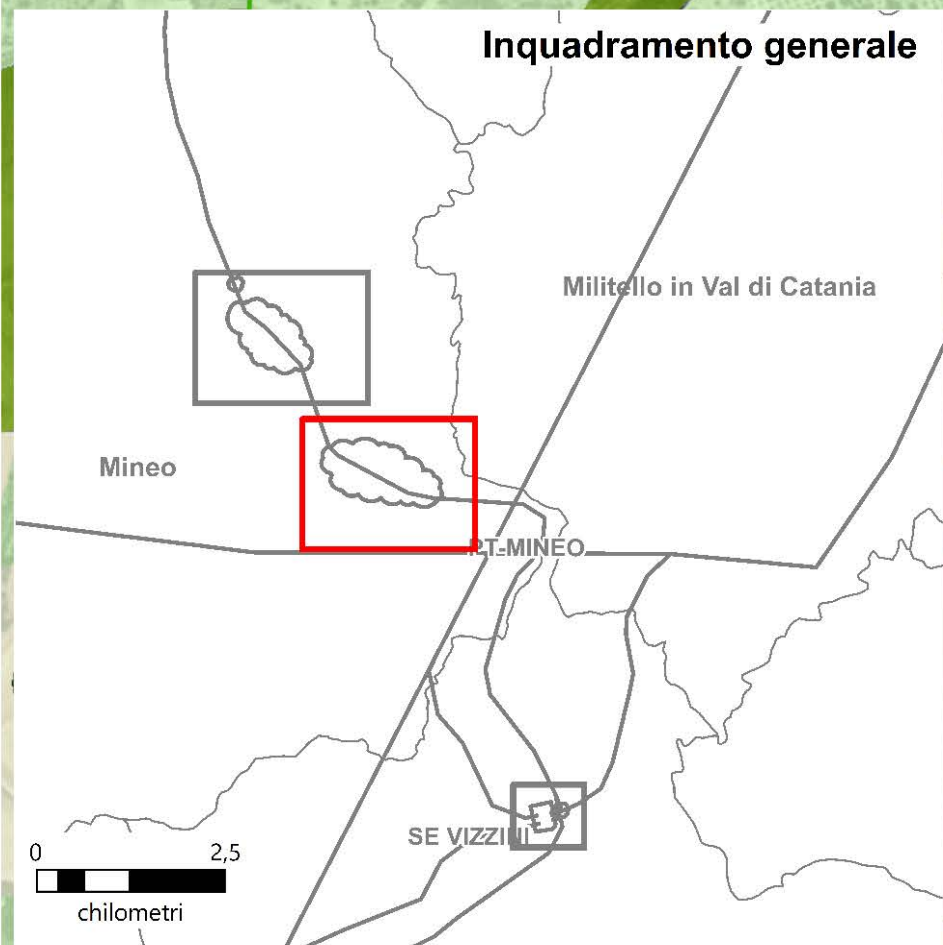 Inquadramento generale
Militello in Val di Catania
Mineo
PT-MINEO
SE VIZZINI
0 2,5
chilometri